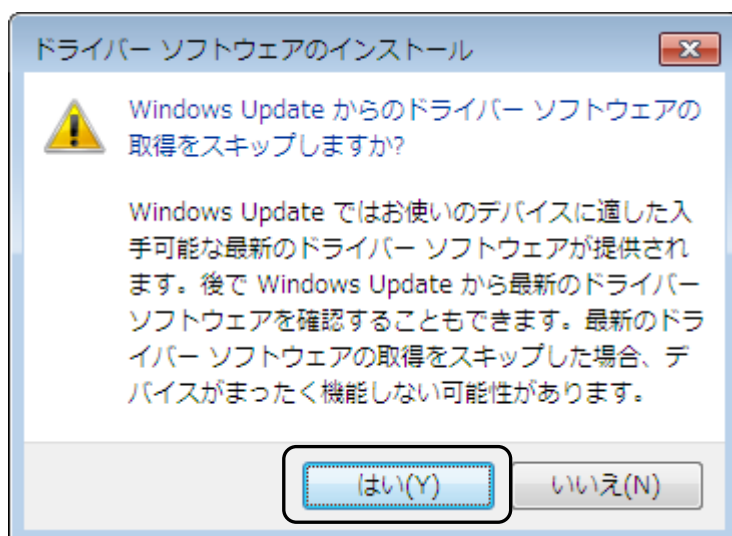 ドライバー ソフトウェアのインストール
Windows Update からのドライバー ソフトウェアの
取得をスキップしますか?
Windows Update ではお使いのデバイスに適した入
手可能な最新のドライバー ソフトウェアが提供され
ます。後で Windows Update から最新のドライバー
ソフトウェアを確認することもできます。最新のドラ
イバー ソフトウェアの取得をスキップした場合、デ
バイスがまったく機能しない可能性があります。
はい(Y) いいえ(N)